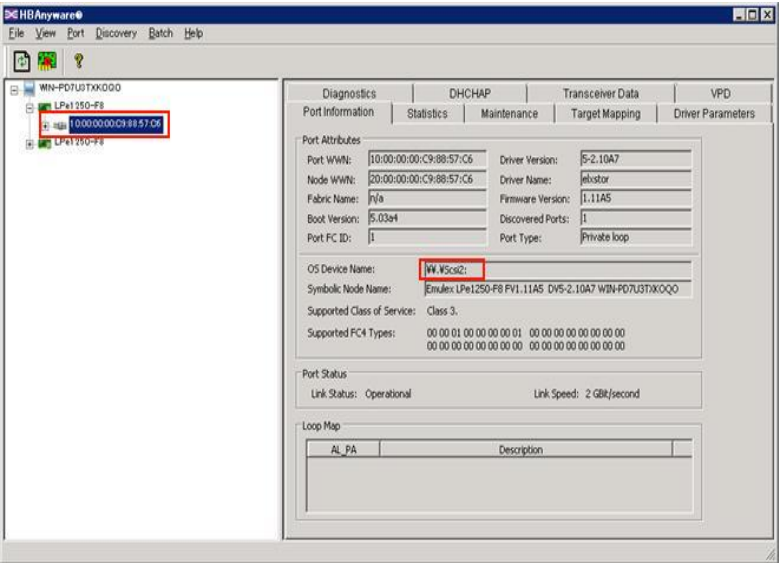 HBAnyware®
File View Port Discovery Batch Help
WIN-PD7U3TXKOQO
LPe1250-F8
10:00:00:00:C9:88:57:C6
LPe1250-F8
Diagnostics DHCHAP Transceiver Data VPD
Port Information Statistics Maintenance Target Mapping Driver Parameters
Port Attributes
Port WWN: 10:00:00:00:C9:88:57:C6 Driver Version: 5-2.10A7
Node WWN: 20:00:00:00:C9:88:57:C6 Driver Name: elxstor
Fabric Name: n/a Firmware Version: 1.11A5
Boot Version: 5.03a4 Discovered Ports: 1
Port FC ID: 1 Port Type: Private loop
OS Device Name: ¥¥.¥Scsi2:
Symbolic Node Name: Emulex LPe1250-F8 FV1.11A5 DV5-2.10A7 WIN-PD7U3TXKOQO
Supported Class of Service: Class 3.
Supported FC4 Types: 00 00 01 00 00 00 00 01 00 00 00 00 00 00 00 00
00 00 00 00 00 00 00 00 00 00 00 00 00 00 00 00
Port Status
Link Status: Operational Link Speed: 2 GBit/second
Loop Map
AL_PA Description